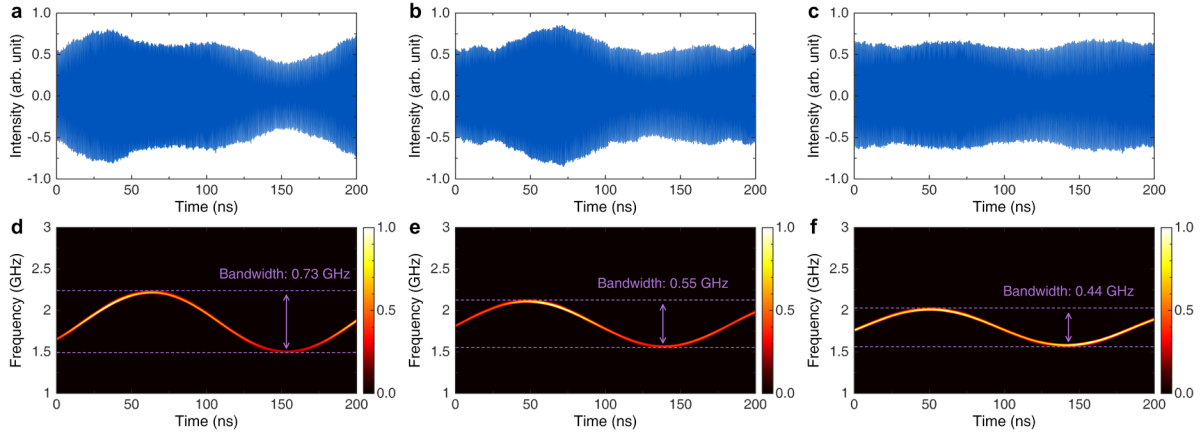 a
Intensity (arb. unit)
1.0
0.5
0.0
-0.5
-1.0
0 50 100 150 200
Time (ns)
b
Intensity (arb. unit)
1.0
0.5
0.0
-0.5
-1.0
0 50 100 150 200
Time (ns)
c
Intensity (arb. unit)
1.0
0.5
0.0
-0.5
-1.0
0 50 100 150 200
Time (ns)
d
Frequency (GHz)
3
2.5
2
1.5
1
Bandwidth: 0.73 GHz
0 50 100 150 200
Time (ns)
1.0
0.5
0.0
e
Frequency (GHz)
3
2.5
2
1.5
1
Bandwidth: 0.55 GHz
0 50 100 150 200
Time (ns)
1.0
0.5
0.0
f
Frequency (GHz)
3
2.5
2
1.5
1
Bandwidth: 0.44 GHz
0 50 100 150 200
Time (ns)
1.0
0.5
0.0